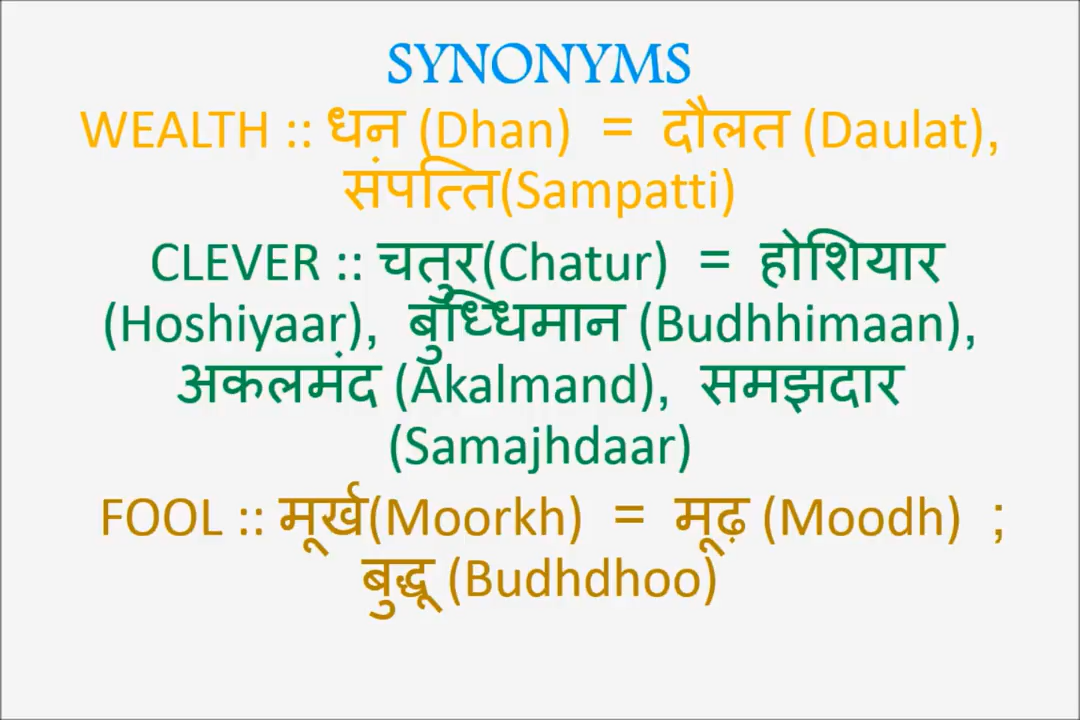 SYNONYMS
WEALTH :: धन (Dhan) = दौलत (Daulat),
संपत्ति(Sampatti)
CLEVER :: चतुर(Chatur) = होशियार
(Hoshiyaar), बुध्धिमान (Budhhimaan),
अकलमंद (Akalmand), समझदार
(Samajhdaar)
FOOL :: मूर्ख(Moorkh) = मूढ़ (Moodh) ;
बुद्धू (Budhdhoo)